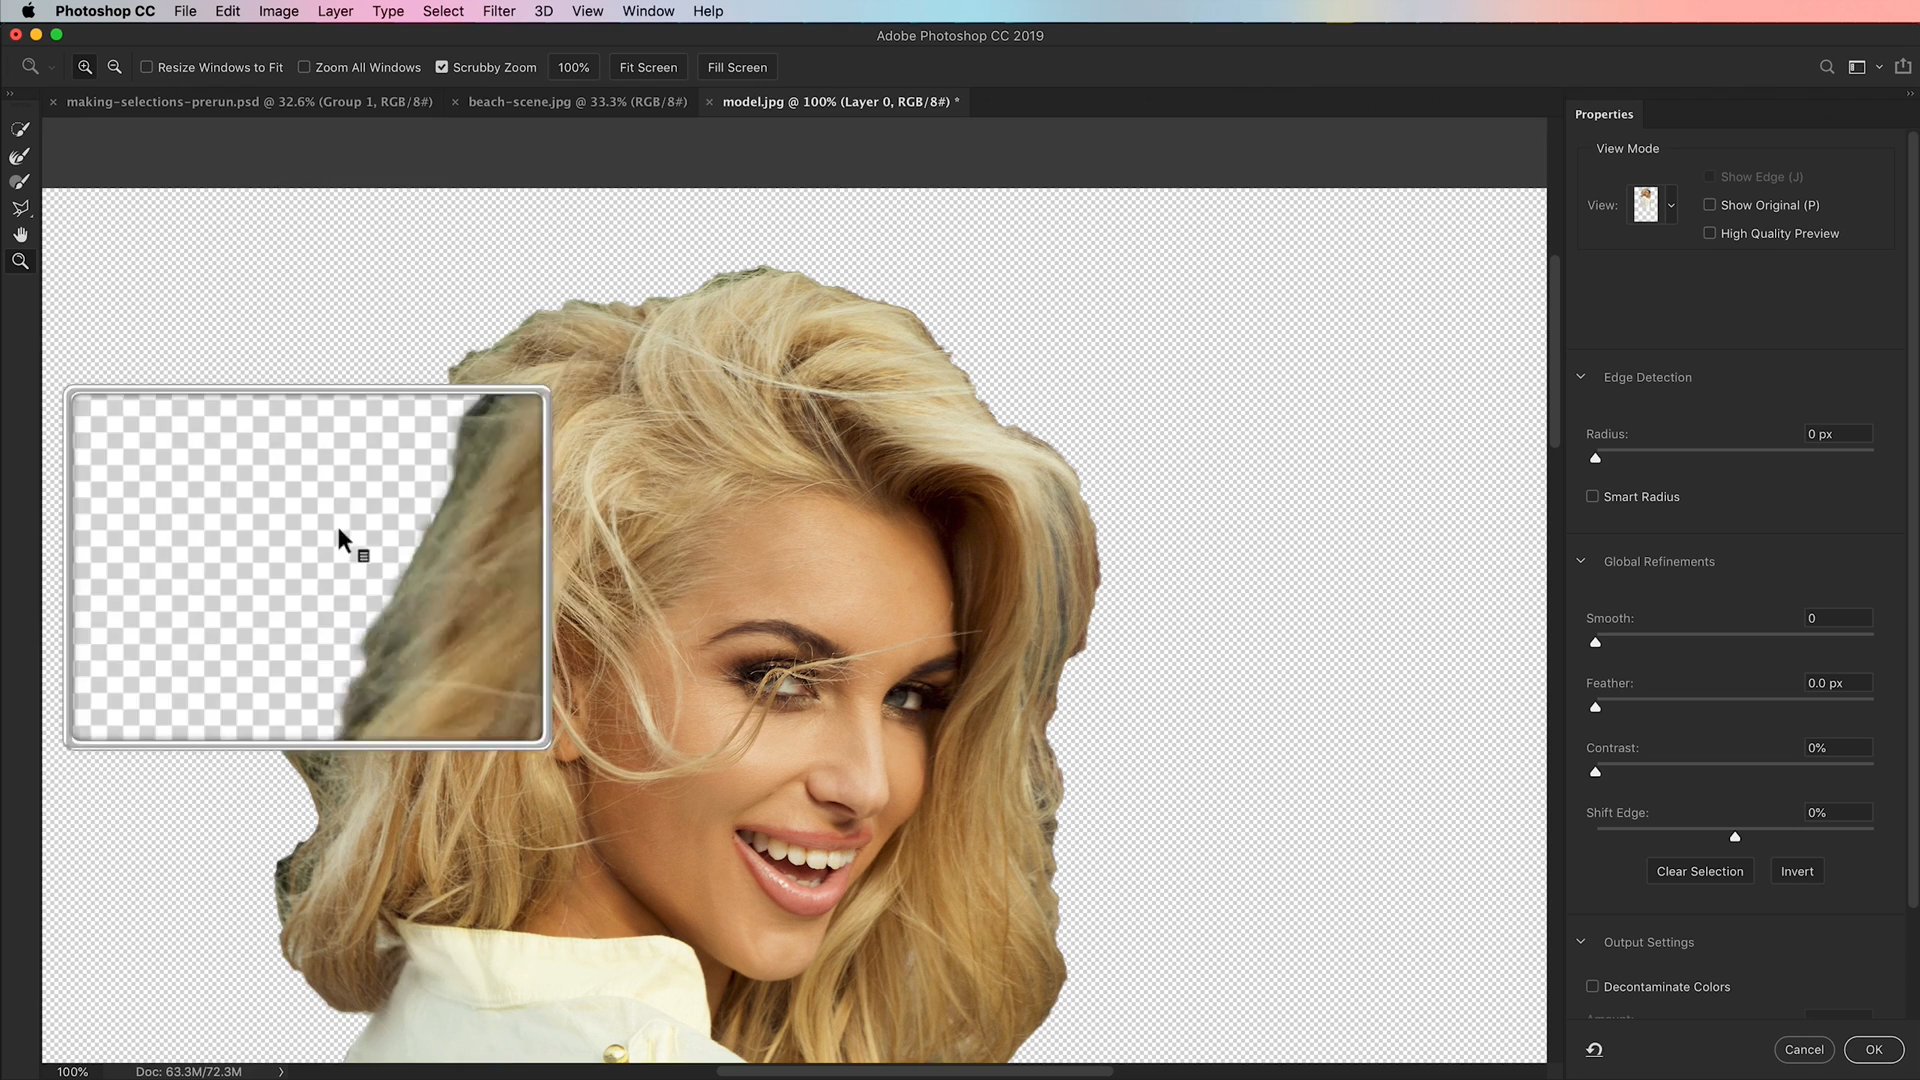 Photoshop CC File Edit Image Layer Type Select Filter 3D View Window Help
Adobe Photoshop CC 2019
Resize Windows to Fit Zoom All Windows Scrubby Zoom 100% Fit Screen Fill Screen
making-selections-prerun.psd @ 32.6% (Group 1, RGB/8#) beach-scene.jpg @ 33.3% (RGB/8#) model.jpg @ 100% (Layer 0, RGB/8#) *
Properties
View Mode
Show Edge (J)
View: Show Original (P)
High Quality Preview
Edge Detection
Radius: 0 px
Smart Radius
Global Refinements
Smooth: 0
Feather: 0.0 px
Contrast: 0%
Shift Edge: 0%
Clear Selection Invert
Output Settings
Decontaminate Colors
Cancel OK
100% Doc: 63.3M/72.3M